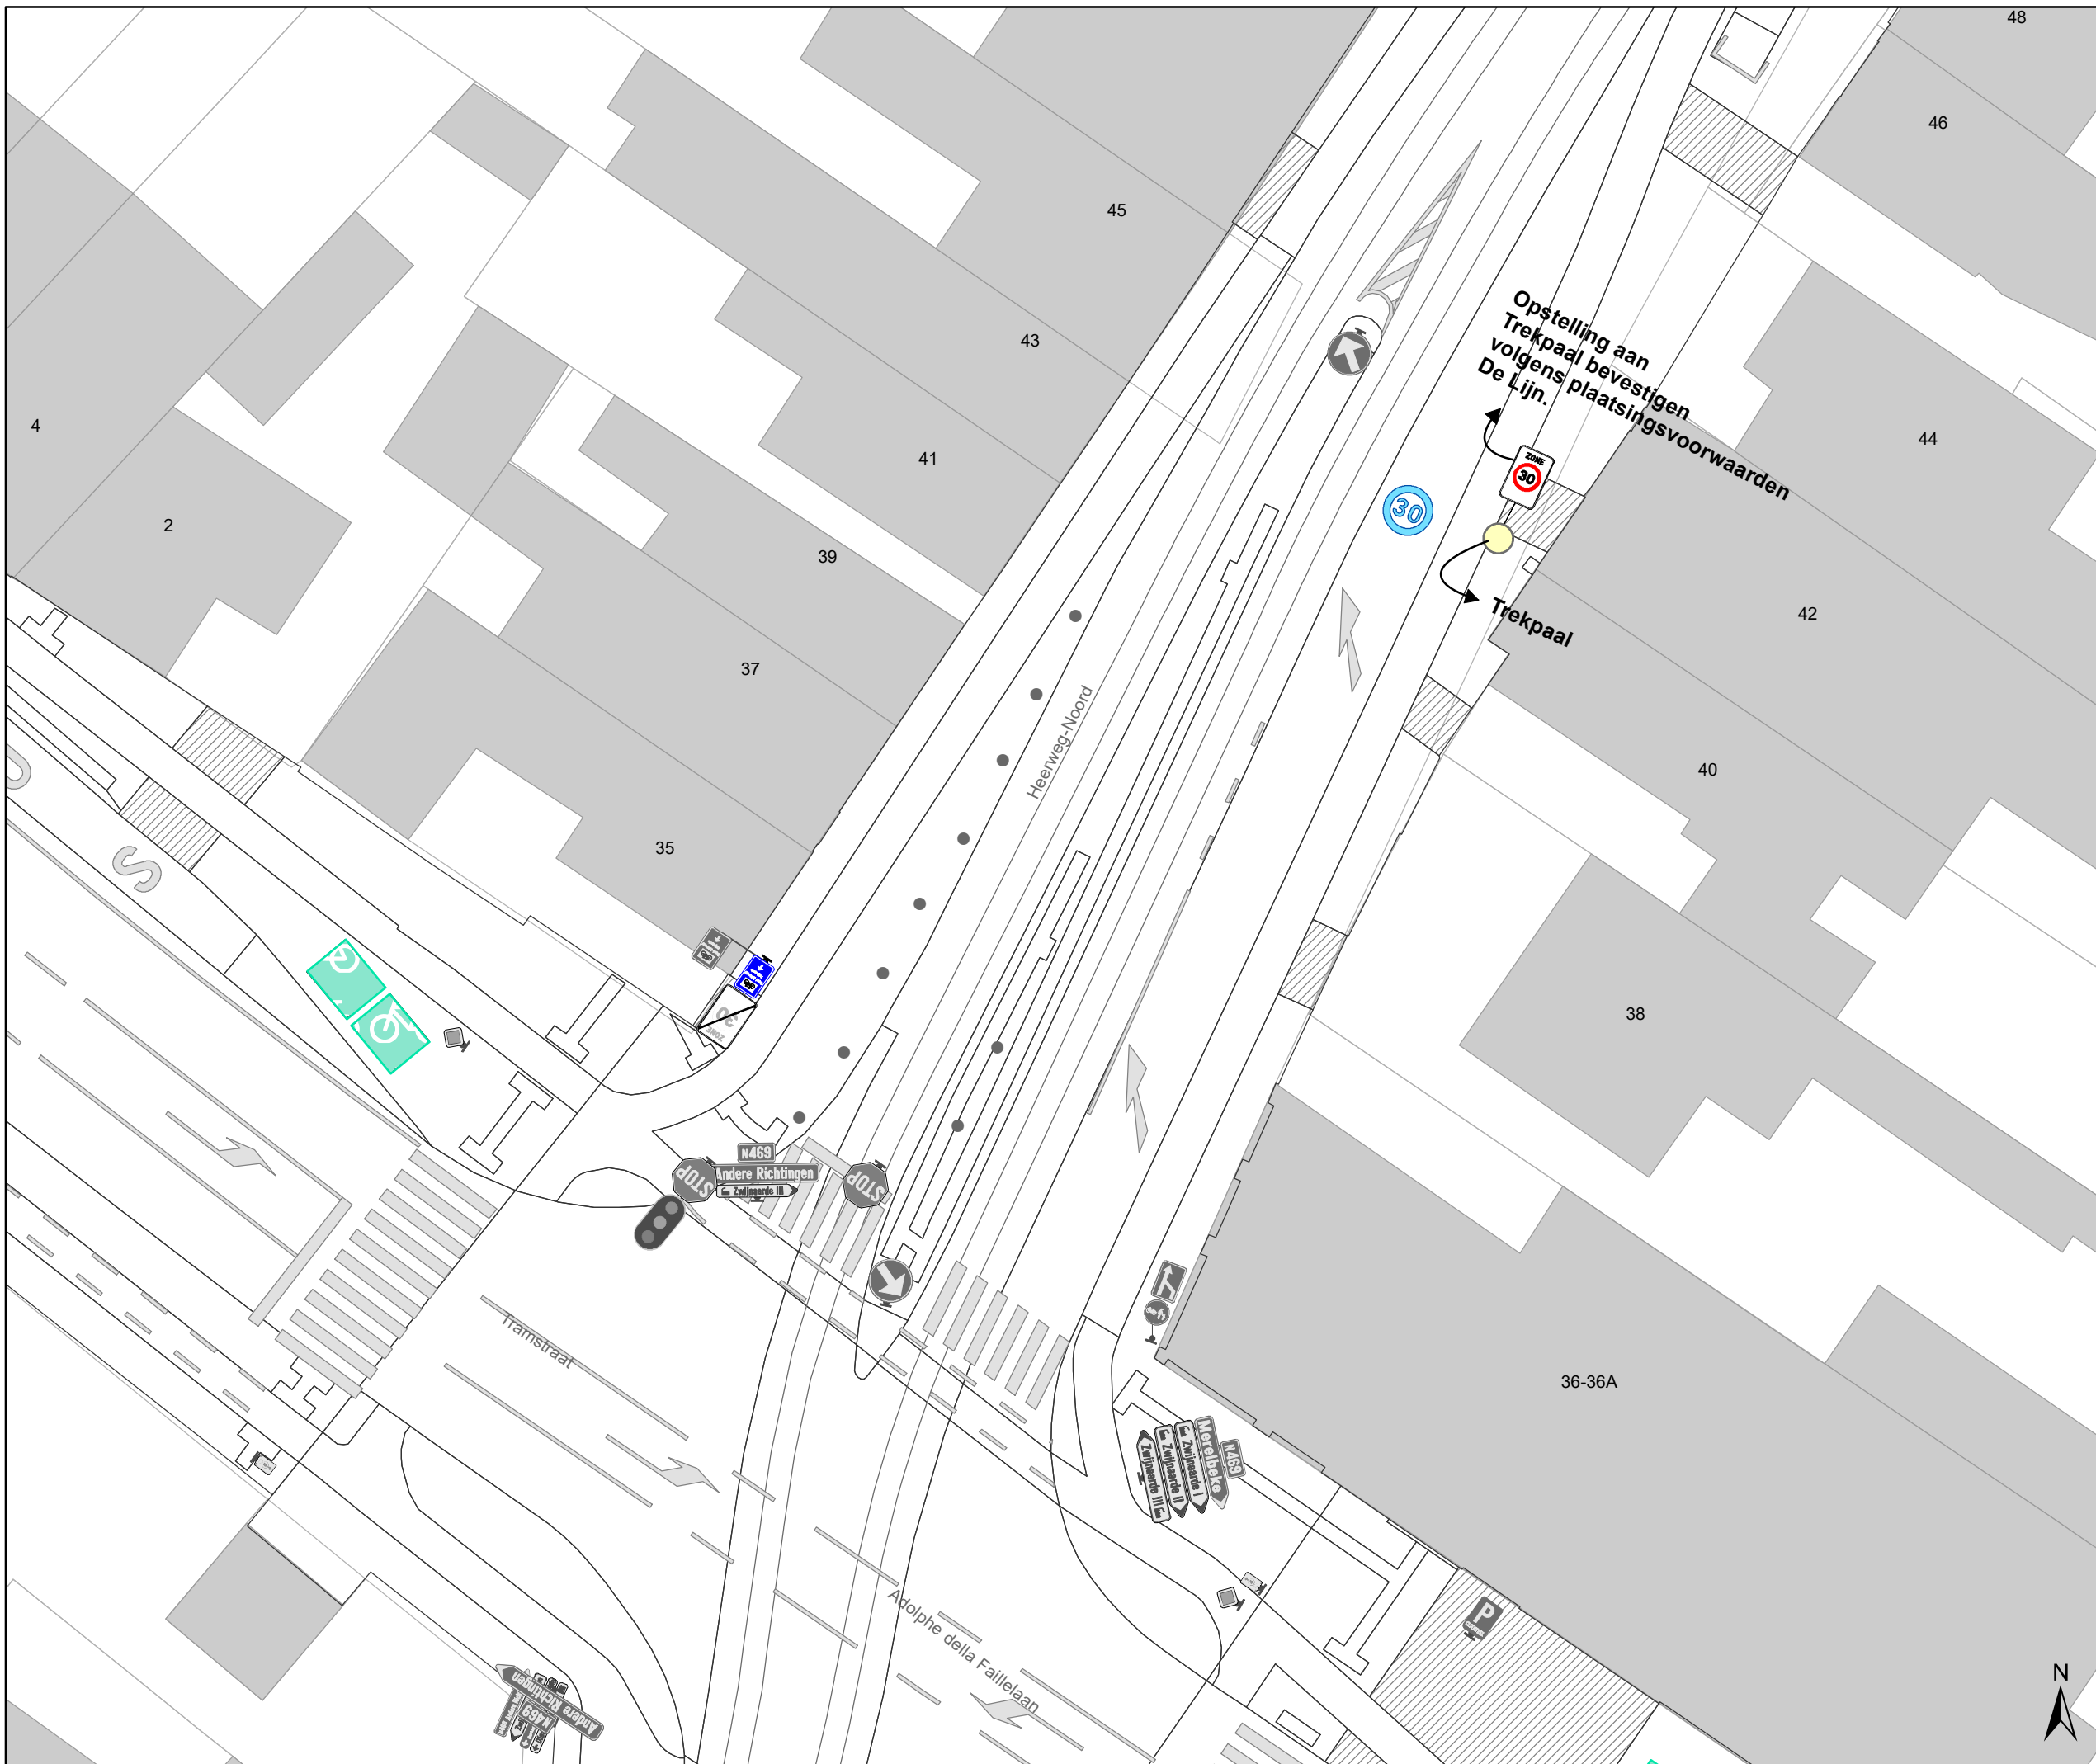 48
46
45
Opstelling aan
Trekpaal bevestigen
volgens plaatsingsvoorwaarden
De Lijn.
43
4
44
41
ZONE
30
30
2
39
Trekpaal
42
37
Heerweg-Noord
40
35
S
30
ZONE
38
N469
Andere Richtingen
Zwijnaarde III
STOP
STOP
Tramstraat
36-36A
N469
Merelbeke
Zwijnaarde I
Zwijnaarde II
Zwijnaarde III
Adolphe della Faillelaan
P
Andere Richtingen
N469
N